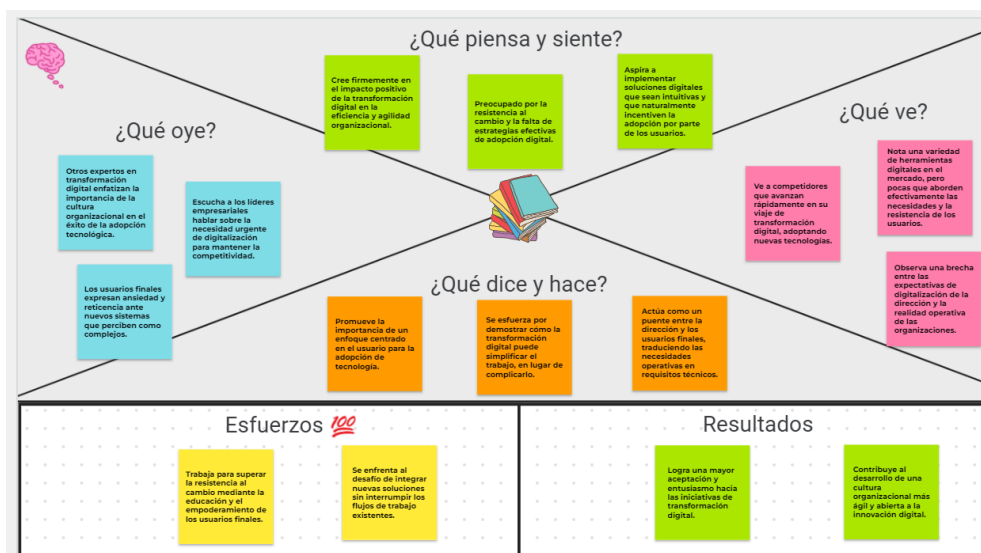 ¿Qué piensa y siente?
Cree firmemente en
el impacto positivo
de la transformación
digital en la
eficiencia y agilidad
organizacional.
Preocupado por la
resistencia al
cambio y la falta de
estrategias efectivas
de adopción digital.
Aspira a
implementar
soluciones digitales
que sean intuitivas y
que naturalmente
incentiven la
adopción por parte
de los usuarios.
¿Qué oye?
Otros expertos en
transformación
digital enfatizan la
importancia de la
cultura
organizacional en el
éxito de la adopción
tecnológica.
Escucha a los líderes
empresariales
hablar sobre la
necesidad urgente
de digitalización
para mantener la
competitividad.
Los usuarios finales
expresan ansiedad y
reticencia ante
nuevos sistemas
que perciben como
complejos.
¿Qué ve?
Ve a competidores
que avanzan
rápidamente en su
viaje de
transformación
digital, adoptando
nuevas tecnologías.
Nota una variedad
de herramientas
digitales en el
mercado, pero
pocas que aborden
efectivamente las
necesidades y la
resistencia de los
usuarios.
Observa una brecha
entre las
expectativas de
digitalización de la
dirección y la
realidad operativa
de las
organizaciones.
¿Qué dice y hace?
Promueve la
importancia de un
enfoque centrado
en el usuario para la
adopción de
tecnología.
Se esfuerza por
demostrar cómo la
transformación
digital puede
simplificar el
trabajo, en lugar de
complicarlo.
Actúa como un
puente entre la
dirección y los
usuarios finales,
traduciendo las
necesidades
operativas en
requisitos técnicos.
Esfuerzos 💯
Trabaja para superar
la resistencia al
cambio mediante la
educación y el
empoderamiento de
los usuarios finales.
Se enfrenta al
desafío de integrar
nuevas soluciones
sin interrumpir los
flujos de trabajo
existentes.
Resultados
Logra una mayor
aceptación y
entusiasmo hacia
las iniciativas de
transformación
digital.
Contribuye al
desarrollo de una
cultura
organizacional más
ágil y abierta a la
innovación digital.